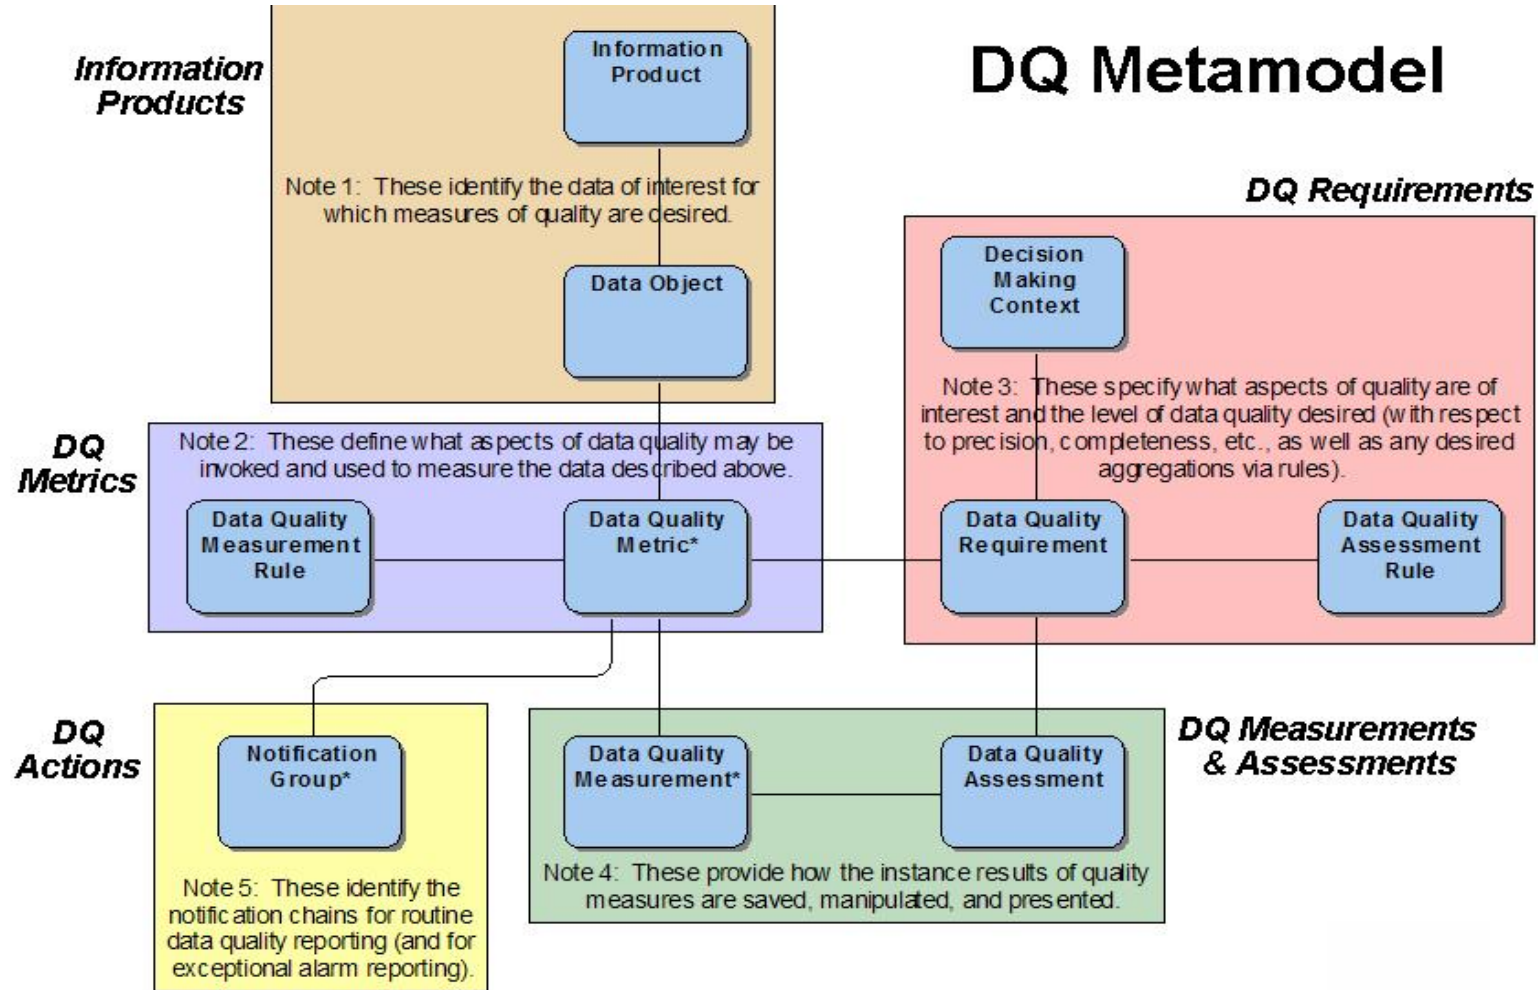 DQ Metamodel
Information
Products
Information
Product
Note 1: These identify the data of interest for
which measures of quality are desired.
Data Object
DQ Requirements
Decision
Making
Context
Note 3: These specify what aspects of quality are of
interest and the level of data quality desired (with respect
to precision, completeness, etc., as well as any desired
aggregations via rules).
Data Quality
Requirement
Data Quality
Assessment
Rule
DQ
Metrics
Note 2: These define what aspects of data quality may be
invoked and used to measure the data described above.
Data Quality
Measurement
Rule
Data Quality
Metric*
DQ
Actions
Notification
Group*
Note 5: These identify the
notification chains for routine
data quality reporting (and for
exceptional alarm reporting).
DQ Measurements
& Assessments
Data Quality
Measurement*
Data Quality
Assessment
Note 4: These provide how the instance results of quality
measures are saved, manipulated, and presented.